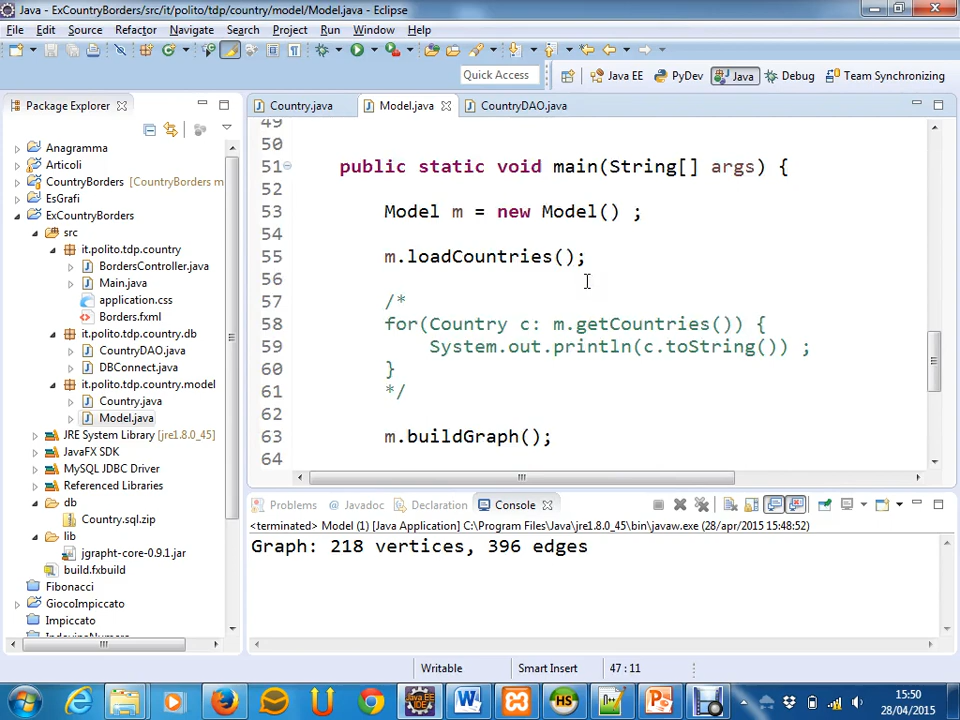 Java - ExCountryBorders/src/it/polito/tdp/country/model/Model.java - Eclipse
File Edit Source Refactor Navigate Search Project Run Window Help
Quick Access
Java EE
PyDev
Java
Debug
Team Synchronizing
Package Explorer
Country.java
Model.java
CountryDAO.java
Anagramma
Articoli
CountryBorders [CountryBorders m
EsGrafi
ExCountryBorders
src
it.polito.tdp.country
BordersController.java
Main.java
application.css
Borders.fxml
it.polito.tdp.country.db
CountryDAO.java
DBConnect.java
it.polito.tdp.country.model
Country.java
Model.java
JRE System Library [jre1.8.0_45]
JavaFX SDK
MySQL JDBC Driver
Referenced Libraries
db
Country.sql.zip
lib
jgrapht-core-0.9.1.jar
build.fxbuild
Fibonacci
GiocoImpiccato
Impiccato
IndovinaNumero
49
50
51 public static void main(String[] args) {
52
53 Model m = new Model() ;
54
55 m.loadCountries();
56
57 /*
58 for(Country c: m.getCountries()) {
59 System.out.println(c.toString()) ;
60 }
61 */
62
63 m.buildGraph();
64
Problems
@ Javadoc
Declaration
Console
<terminated> Model (1) [Java Application] C:\Program Files\Java\jre1.8.0_45\bin\javaw.exe (28/apr/2015 15:48:52)
Graph: 218 vertices, 396 edges
Writable
Smart Insert
47 : 11
15:50
28/04/2015